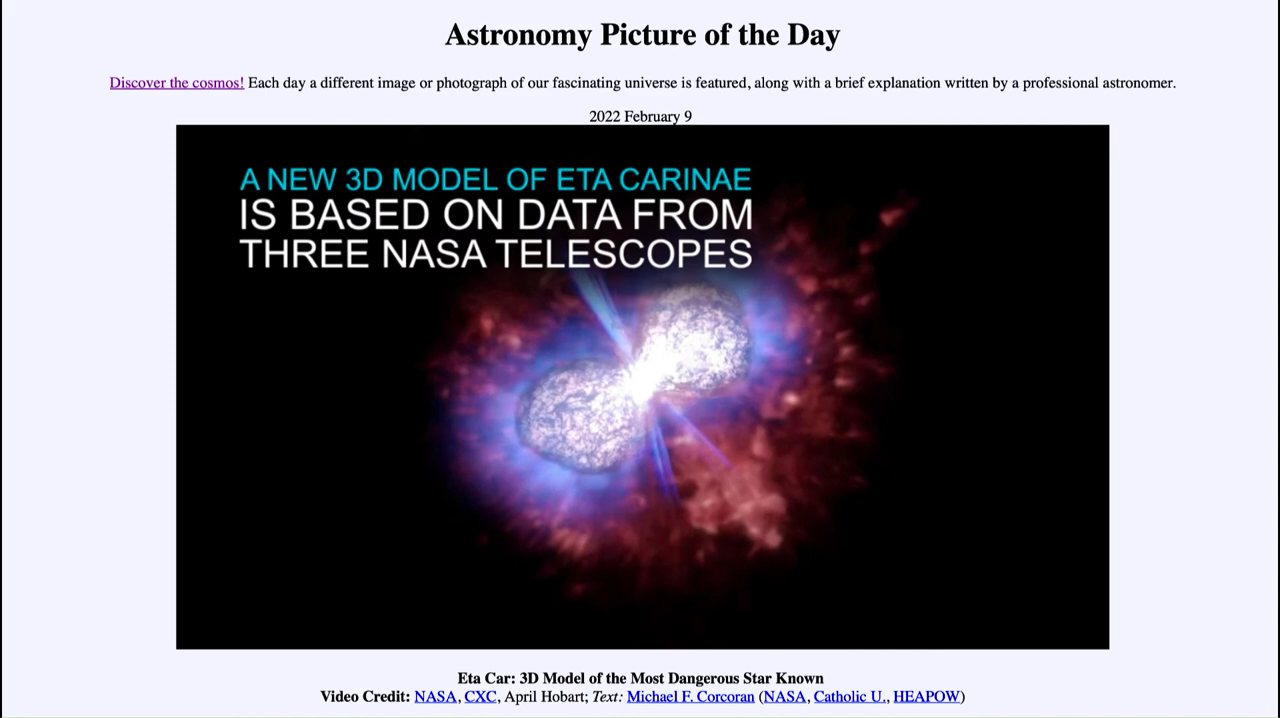 Astronomy Picture of the Day
Discover the cosmos! Each day a different image or photograph of our fascinating universe is featured, along with a brief explanation written by a professional astronomer.
2022 February 9
A NEW 3D MODEL OF ETA CARINAE
IS BASED ON DATA FROM
THREE NASA TELESCOPES
Eta Car: 3D Model of the Most Dangerous Star Known
Video Credit: NASA, CXC, April Hobart; Text: Michael F. Corcoran (NASA, Catholic U., HEAPOW)